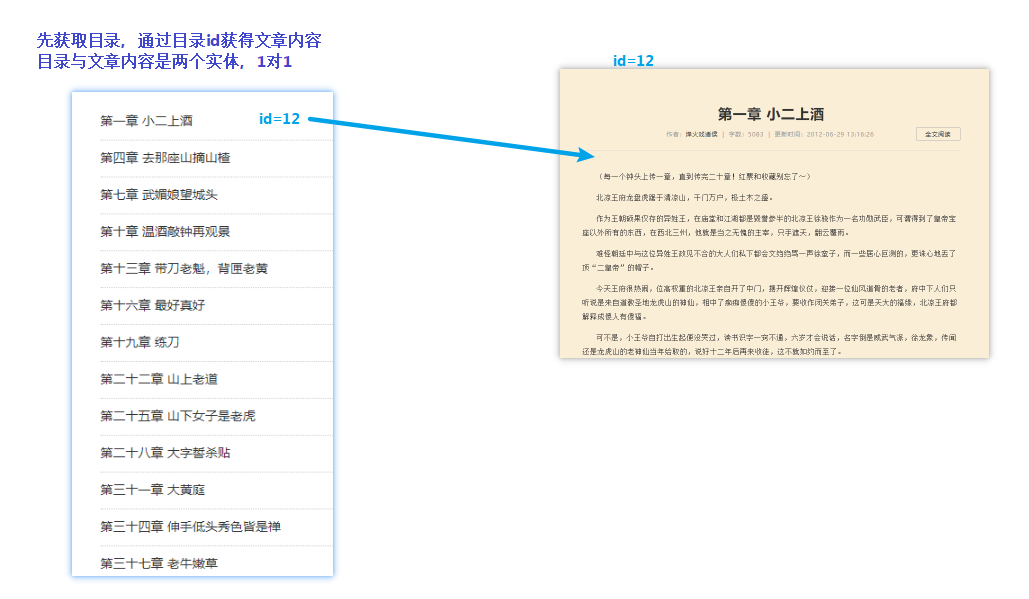 先获取目录，通过目录id获得文章内容
目录与文章内容是两个实体，1对1
第一章 小二上酒
id=12
第四章 去那座山摘山楂
第七章 武媚娘望城头
第十章 温酒敲钟再观景
第十三章 带刀老魁，背匣老黄
第十六章 最好真好
第十九章 练刀
第二十二章 山上老道
第二十五章 山下女子是老虎
第二十八章 大字誓杀贴
第三十一章 大黄庭
第三十四章 伸手低头秀色皆是禅
第三十七章 老牛嫩草
id=12
第一章 小二上酒
作者：烽火戏诸侯 | 字数：5083 | 更新时间：2012-06-29 13:16:26
全文阅读
（每一个钟头上传一章，直到传完二十章！红票和收藏别忘了～）
北凉王府龙盘虎踞于清凉山，千门万户，极土木之盛。
作为王朝硕果仅存的异姓王，在庙堂和江湖都是毁誉参半的北凉王徐骁作为一名功勋武臣，可谓得到了皇帝宝
座以外所有的东西，在西北三州，他就是当之无愧的主宰，只手遮天，翻云覆雨。
难怪朝廷中与这位异姓王政见不合的大人们私下都会文绉绉骂一声徐蛮子，而一些居心叵测的，更诛心地丢了
顶“二皇帝”的帽子。
今天王府很热闹，位高权重的北凉王亲自开了中门，摆开辉煌仪仗，迎接一位仙风道骨的老者，府中下人们只
听说是来自道教圣地龙虎山的神仙，相中了痴痴傻傻的小王爷，要收作闭关弟子，这可是天大的福缘，北凉王府都
解释成傻人有傻福。
可不是，小王爷自打出生起便没哭过，读书识字一窍不通，六岁才会说话，名字倒是威武气派，徐龙象，传闻
还是龙虎山的老神仙当年给取的，说好十二年后再来收徒，这不就如约而至了。